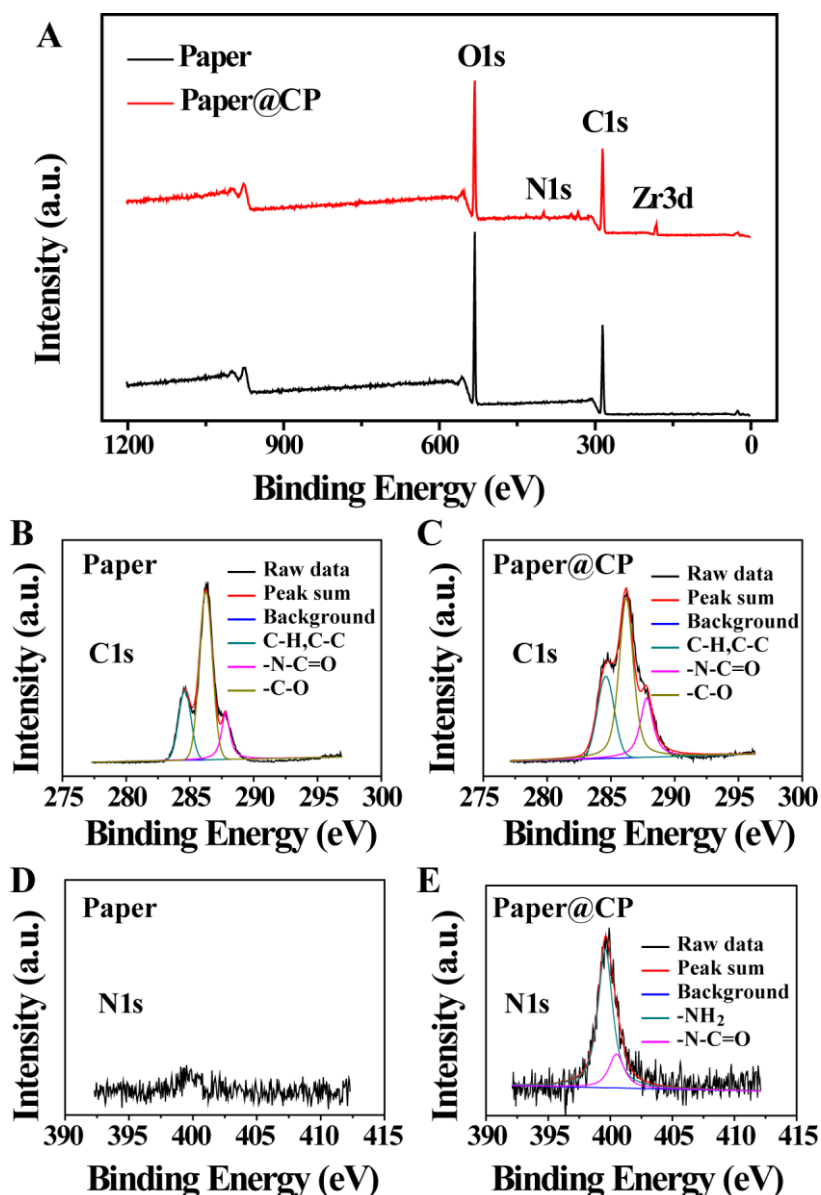 A
Paper
Paper@CP
O1s
C1s
N1s
Zr3d
Intensity (a.u.)
1200 900 600 300 0
Binding Energy (eV)
B
Paper
C1s
Raw data
Peak sum
Background
C-H,C-C
-N-C=O
-C-O
Intensity (a.u.)
275 280 285 290 295 300
Binding Energy (eV)
C
Paper@CP
C1s
Raw data
Peak sum
Background
C-H,C-C
-N-C=O
-C-O
Intensity (a.u.)
275 280 285 290 295 300
Binding Energy (eV)
D
Paper
N1s
Intensity (a.u.)
390 395 400 405 410 415
Binding Energy (eV)
E
Paper@CP
N1s
Raw data
Peak sum
Background
-NH₂
-N-C=O
Intensity (a.u.)
390 395 400 405 410 415
Binding Energy (eV)